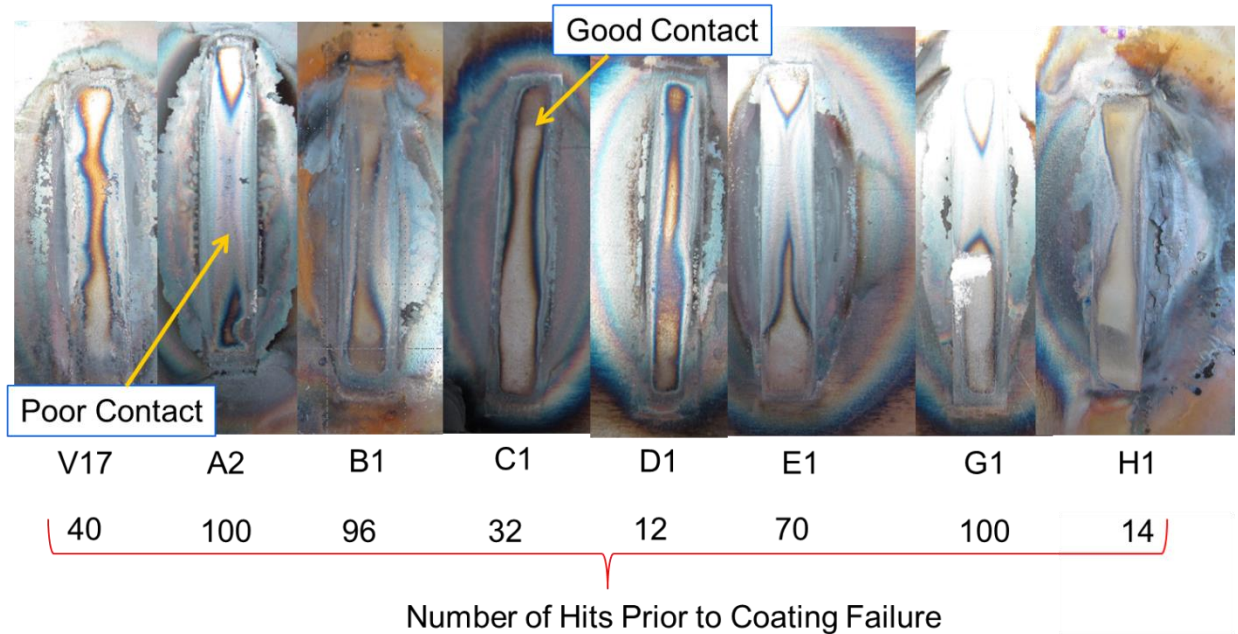 Good Contact
Poor Contact
V17 A2 B1 C1 D1 E1 G1 H1
40 100 96 32 12 70 100 14
Number of Hits Prior to Coating Failure